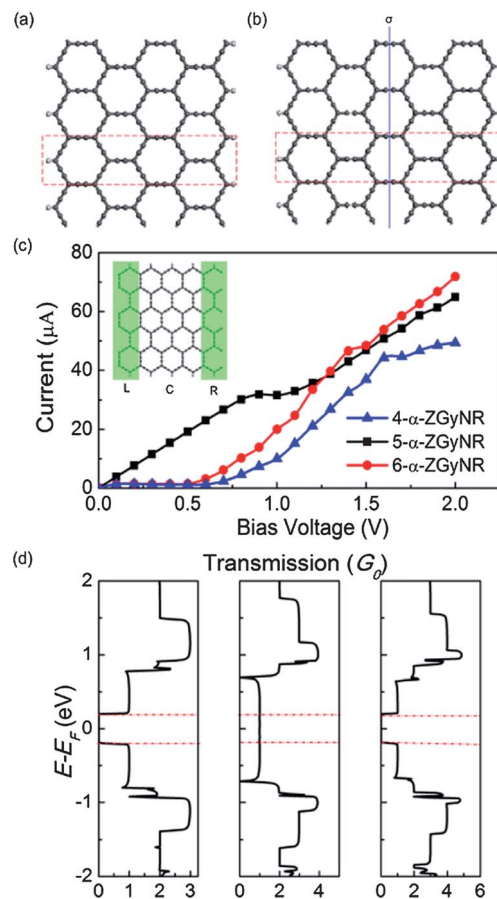 (a)
(b)
σ
(c)
80
60
40
20
0
Current (μA)
L C R
4-α-ZGyNR
5-α-ZGyNR
6-α-ZGyNR
0.0 0.5 1.0 1.5 2.0
Bias Voltage (V)
(d)
Transmission (G₀)
2
1
0
-1
-2
E-E_F (eV)
0 1 2 3
0 2 4
0 2 4 6